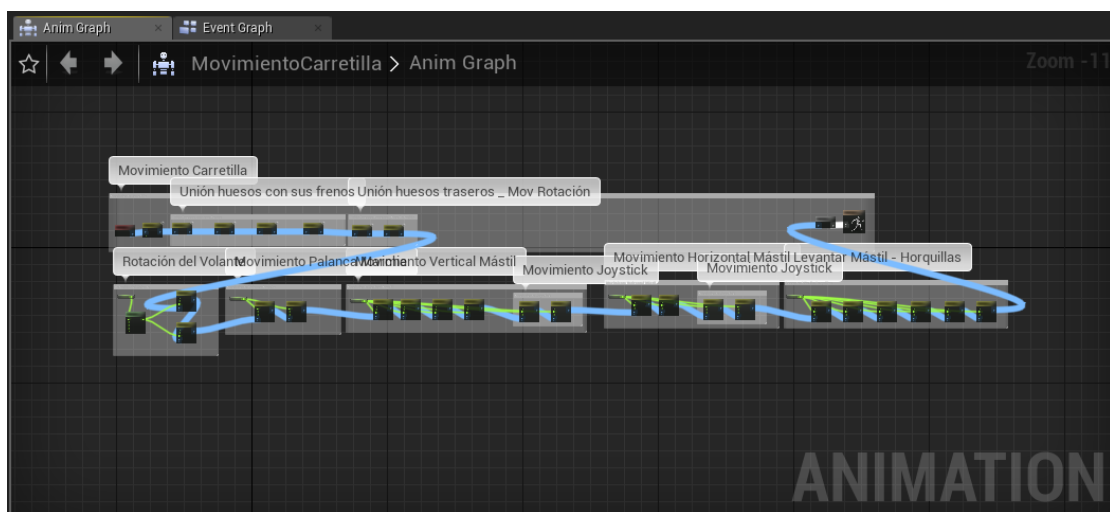 Anim Graph
Event Graph
MovimientoCarretilla > Anim Graph
Zoom -11
Movimiento Carretilla
Unión huesos con sus frenos
Unión huesos traseros _ Mov Rotación
Rotación del Volante
Movimiento Palanca
Movimiento Vertical Mástil
Movimiento Joystick
Movimiento Horizontal Mástil
Levantar Mástil - Horquillas
Movimiento Joystick
ANIMATION